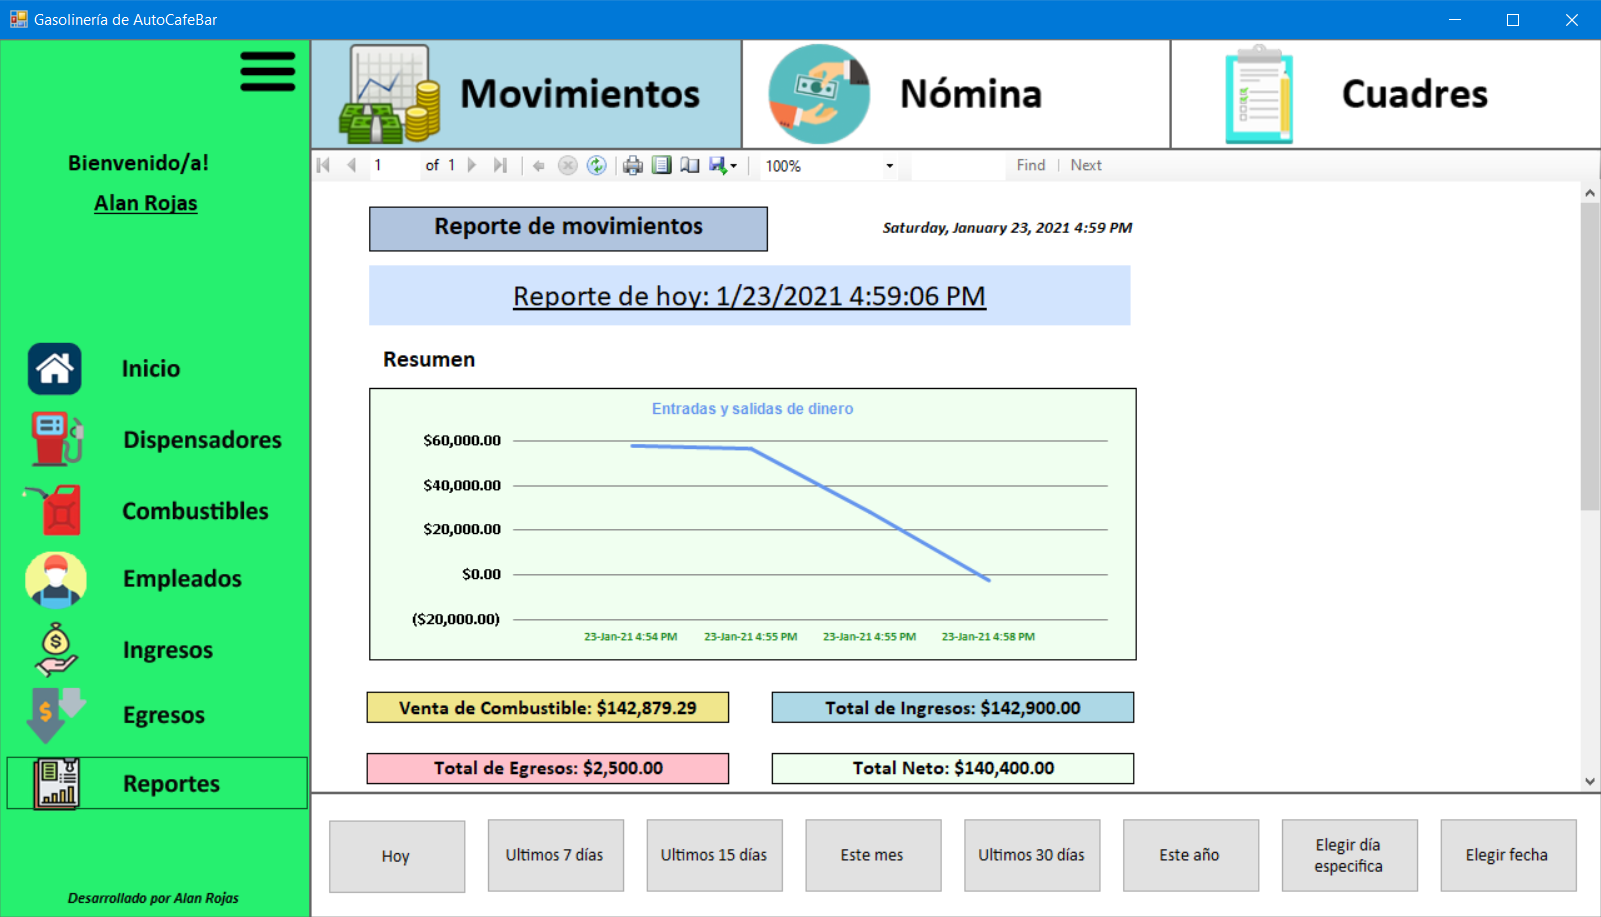 Gasolinería de AutoCafeBar
Bienvenido/a!
Alan Rojas
Inicio
Dispensadores
Combustibles
Empleados
Ingresos
Egresos
Reportes
Desarrollado por Alan Rojas
Movimientos
Nómina
Cuadres
1 of 1 100% Find | Next
Reporte de movimientos
Saturday, January 23, 2021 4:59 PM
Reporte de hoy: 1/23/2021 4:59:06 PM
Resumen
Entradas y salidas de dinero
$60,000.00
$40,000.00
$20,000.00
$0.00
($20,000.00)
23-Jan-21 4:54 PM 23-Jan-21 4:55 PM 23-Jan-21 4:55 PM 23-Jan-21 4:58 PM
Venta de Combustible: $142,879.29
Total de Ingresos: $142,900.00
Total de Egresos: $2,500.00
Total Neto: $140,400.00
Hoy
Ultimos 7 días
Ultimos 15 días
Este mes
Ultimos 30 días
Este año
Elegir día
especifica
Elegir fecha